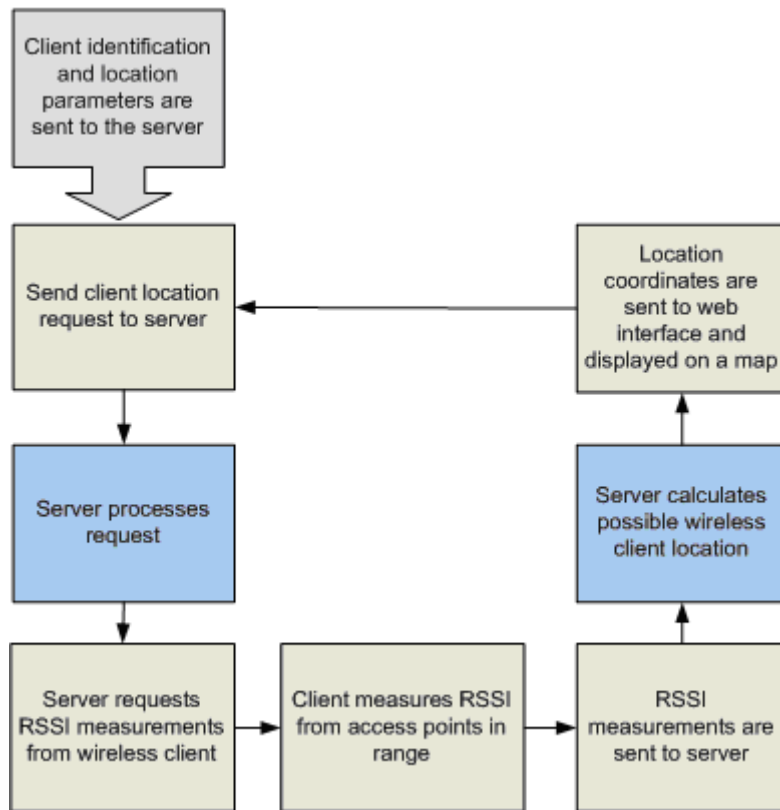 Client identification
and location
parameters are
sent to the server
Send client location
request to server
Location
coordinates are
sent to web
interface and
displayed on a map
Server processes
request
Server calculates
possible wireless
client location
Server requests
RSSI measurements
from wireless client
Client measures RSSI
from access points in
range
RSSI
measurements are
sent to server